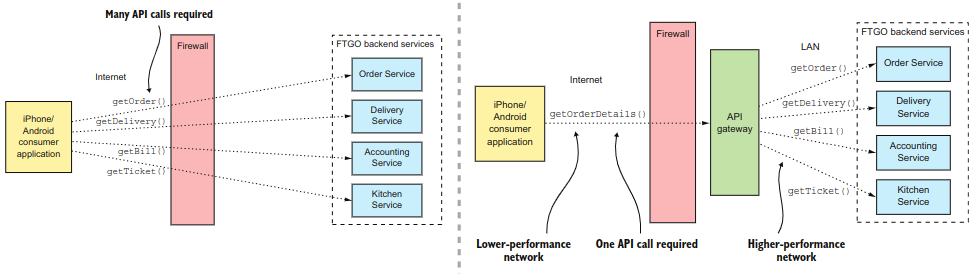 Many API calls required
Firewall
FTGO backend services
Internet
Order Service
getOrder()
iPhone/
Android
consumer
application
getDelivery()
Delivery
Service
getBill()
Accounting
Service
getTicket()
Kitchen
Service
Firewall
FTGO backend services
LAN
Internet
getOrder()
Order Service
iPhone/
Android
consumer
application
getOrderDetails()
API
gateway
getDelivery()
Delivery
Service
getBill()
Accounting
Service
getTicket()
Kitchen
Service
Lower-performance
network
One API call required
Higher-performance
network